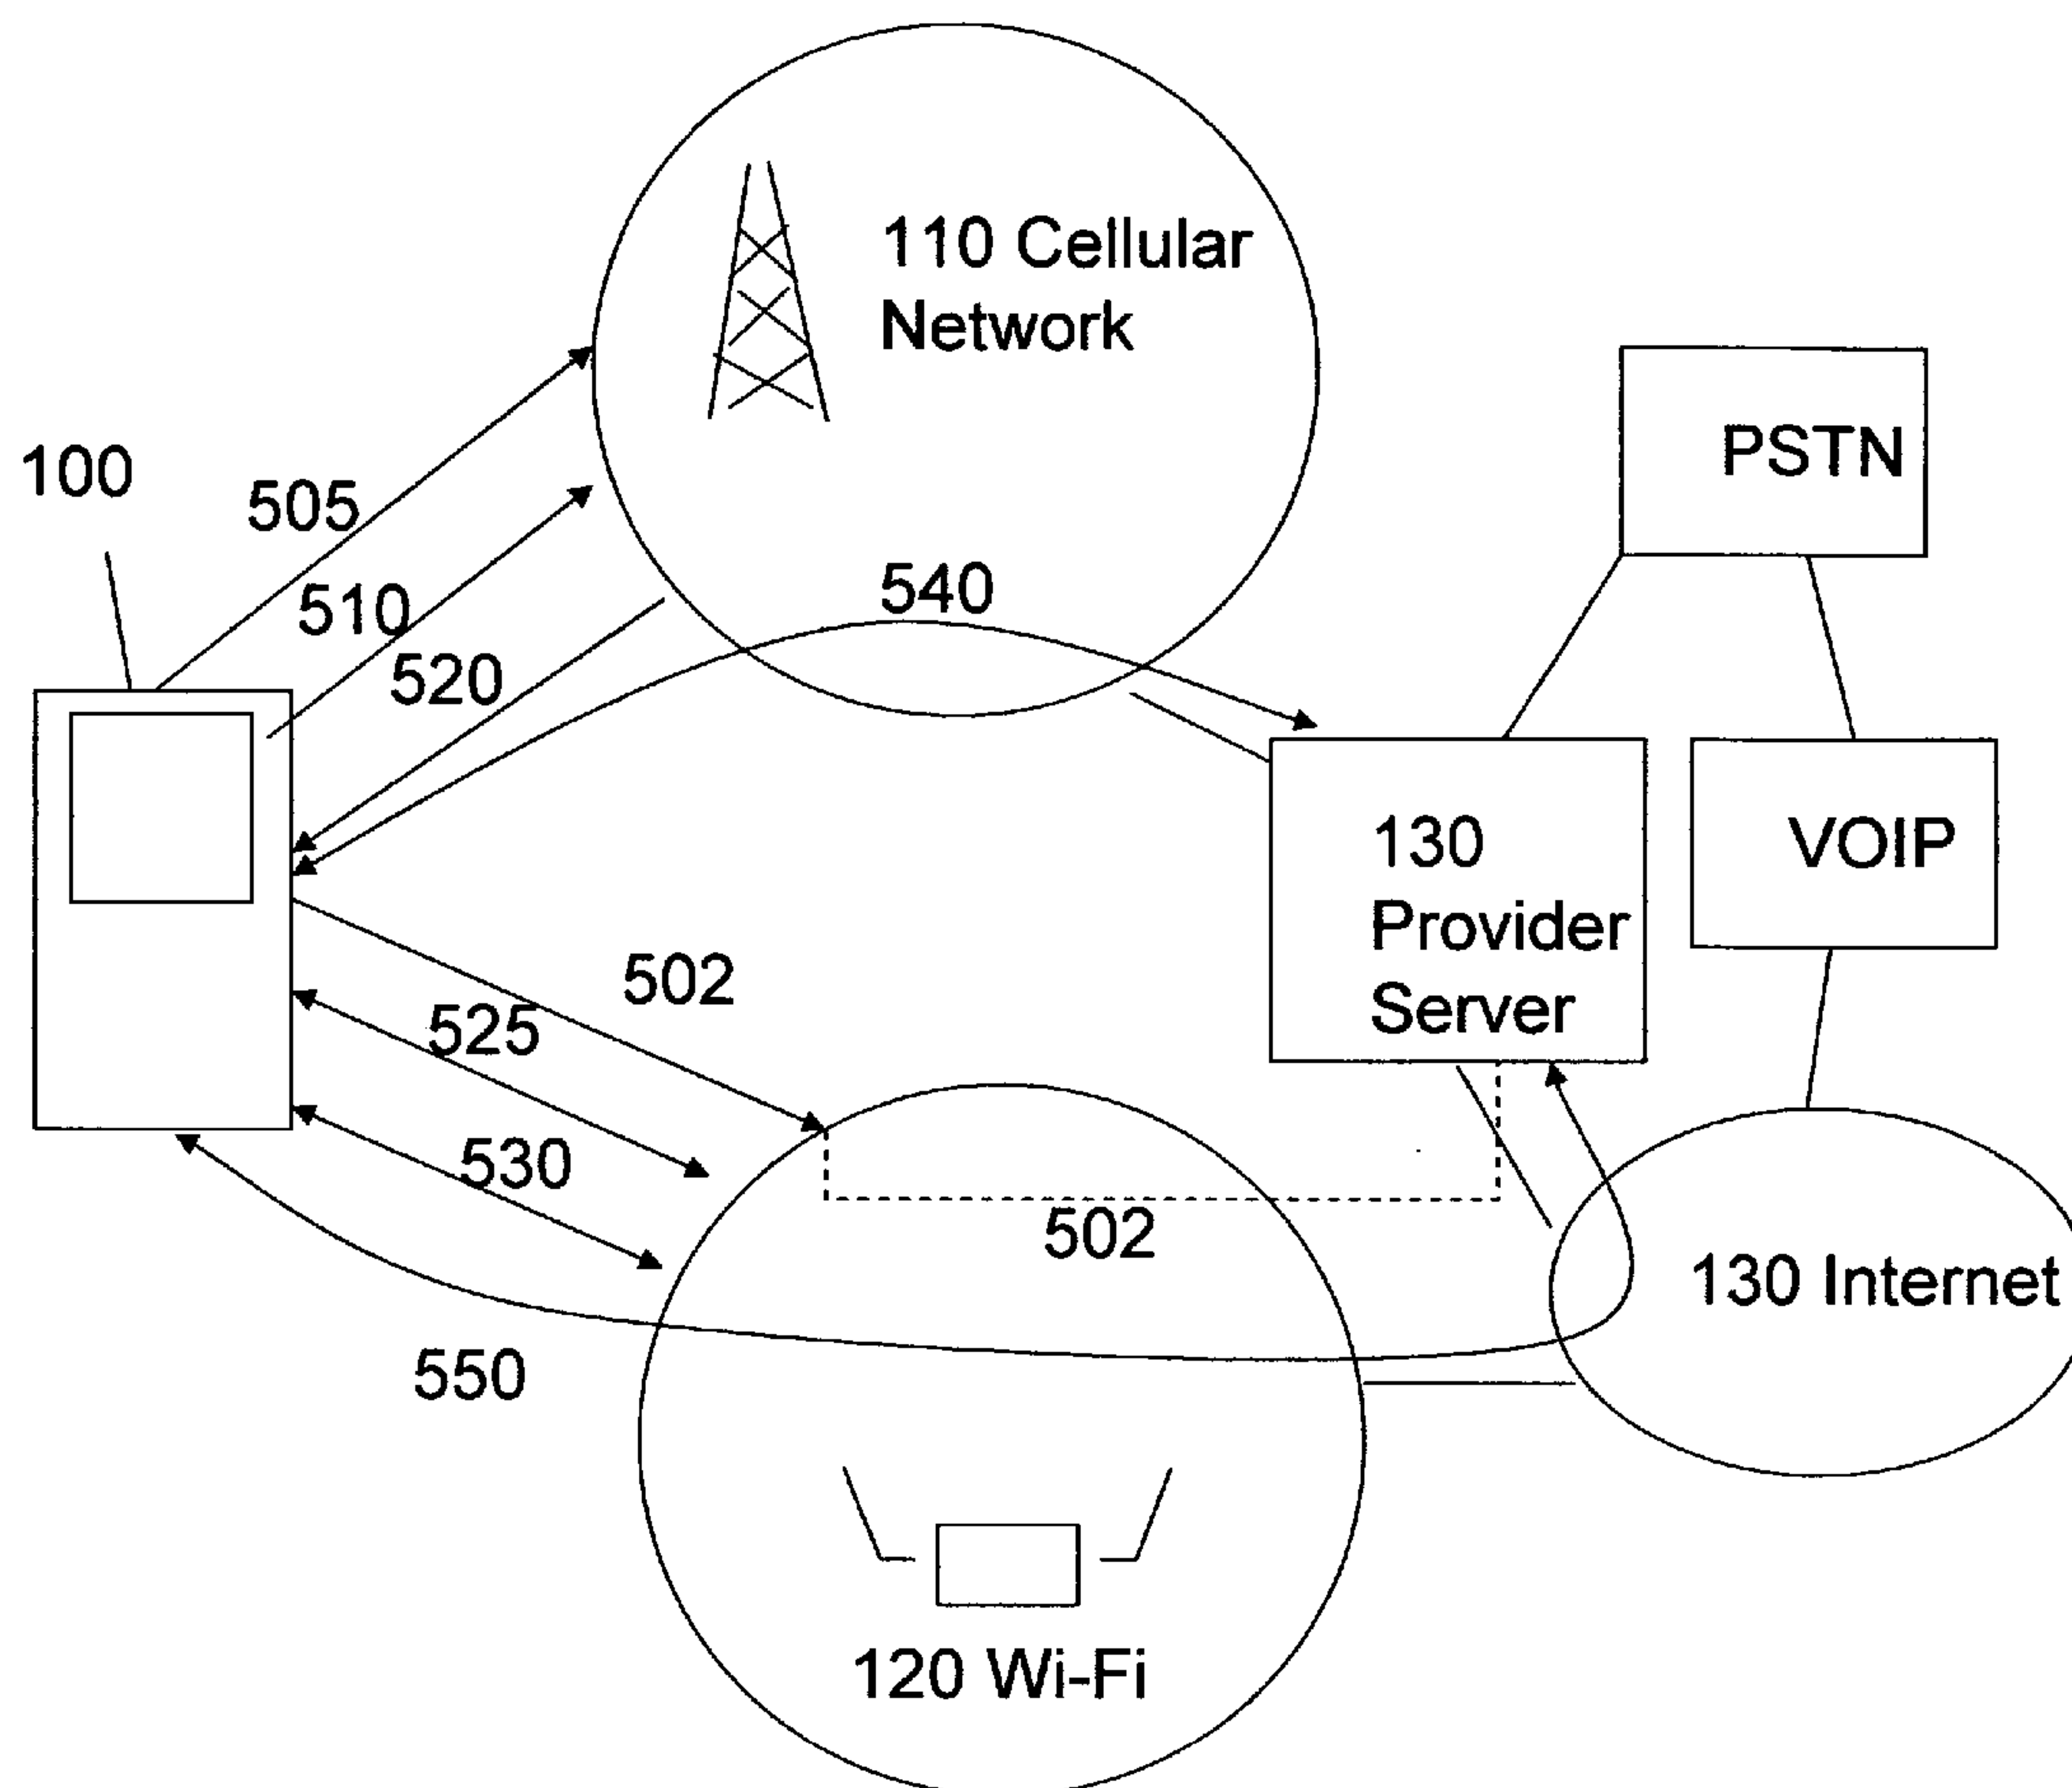 110 Cellular
Network
PSTN
100
505
510
540
520
130
Provider
Server
VOIP
502
525
530
502
130 Internet
550
120 Wi-Fi